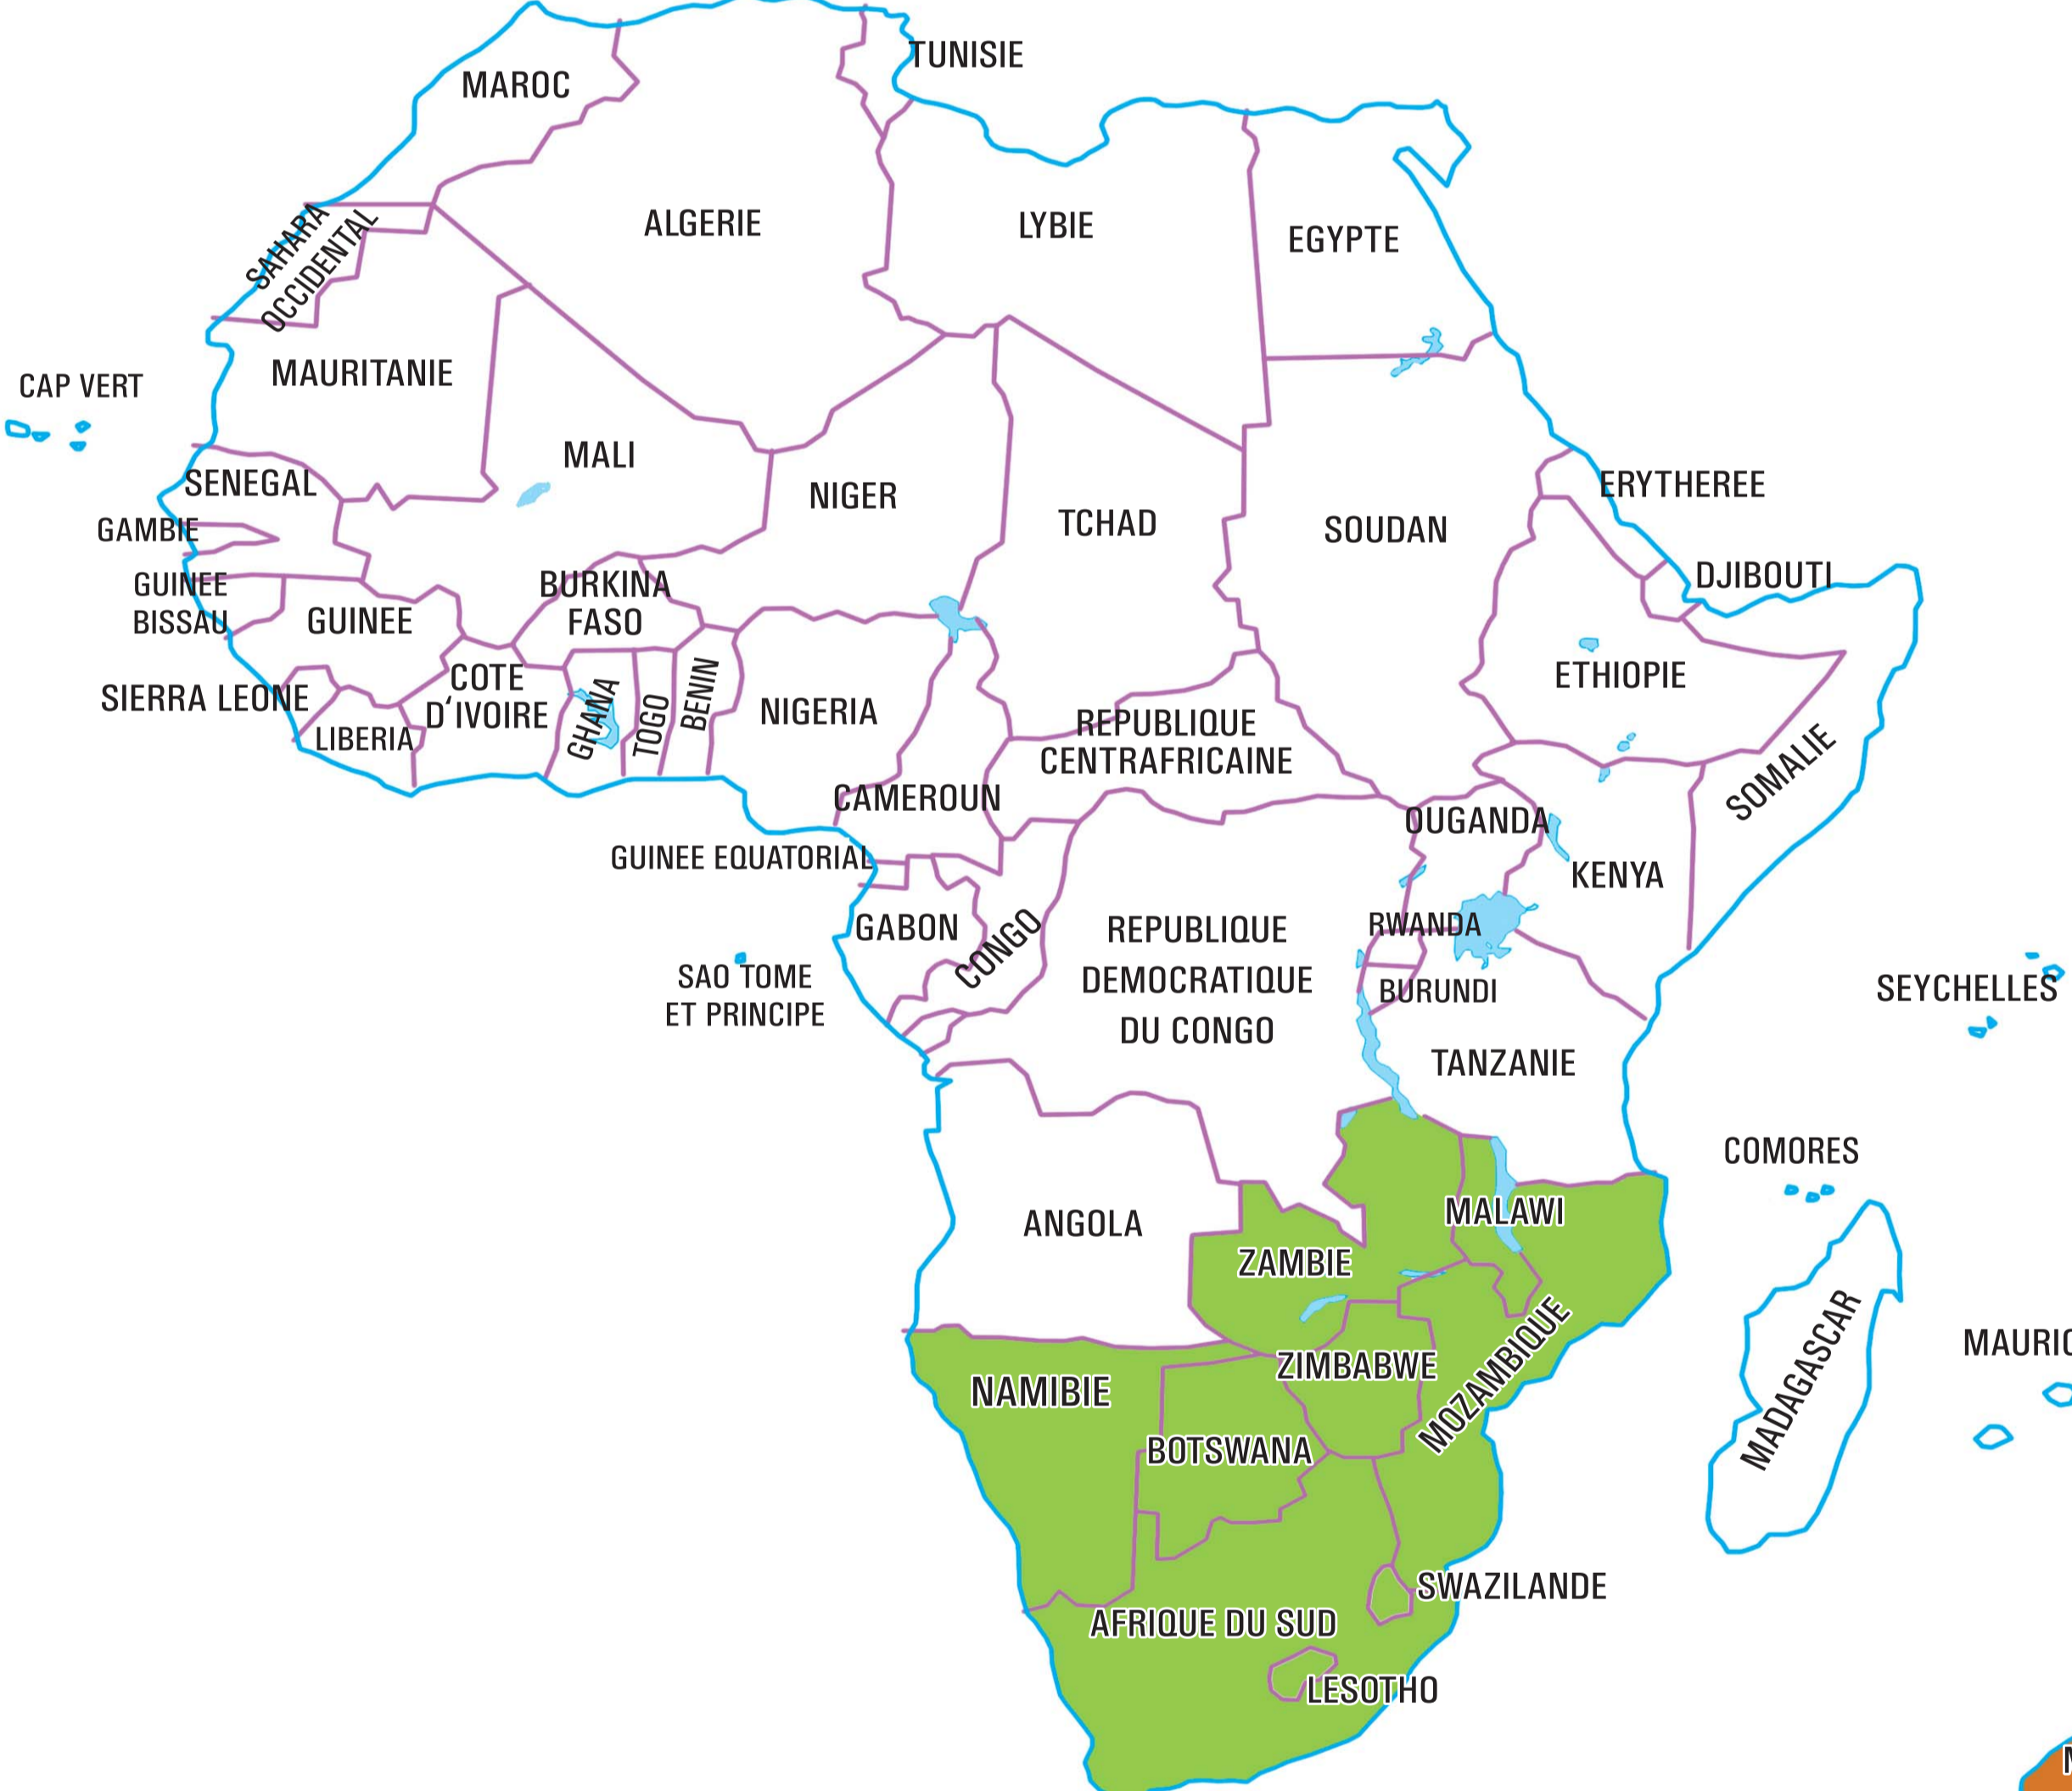 TUNISIE
MAROC
ALGERIE
LYBIE
EGYPTE
SAHARA
OCCIDENTAL
MAURITANIE
CAP VERT
MALI
NIGER
TCHAD
SOUDAN
ERYTHEREE
SENEGAL
GAMBIE
DJIBOUTI
GUINEE
BISSAU
GUINEE
BURKINA
FASO
ETHIOPIE
SIERRA LEONE
LIBERIA
COTE
D'IVOIRE
GHANA
TOGO
BENIN
NIGERIA
REPUBLIQUE
CENTRAFRICAINE
SOMALIE
CAMEROUN
OUGANDA
GUINEE EQUATORIAL
KENYA
GABON
CONGO
REPUBLIQUE
DEMOCRATIQUE
DU CONGO
RWANDA
BURUNDI
SAO TOME
ET PRINCIPE
SEYCHELLES
TANZANIE
COMORES
ANGOLA
MALAWI
ZAMBIE
MOZAMBIQUE
MADAGASCAR
MAURIC
ZIMBABWE
NAMIBIE
BOTSWANA
SWAZILANDE
AFRIQUE DU SUD
LESOTHO